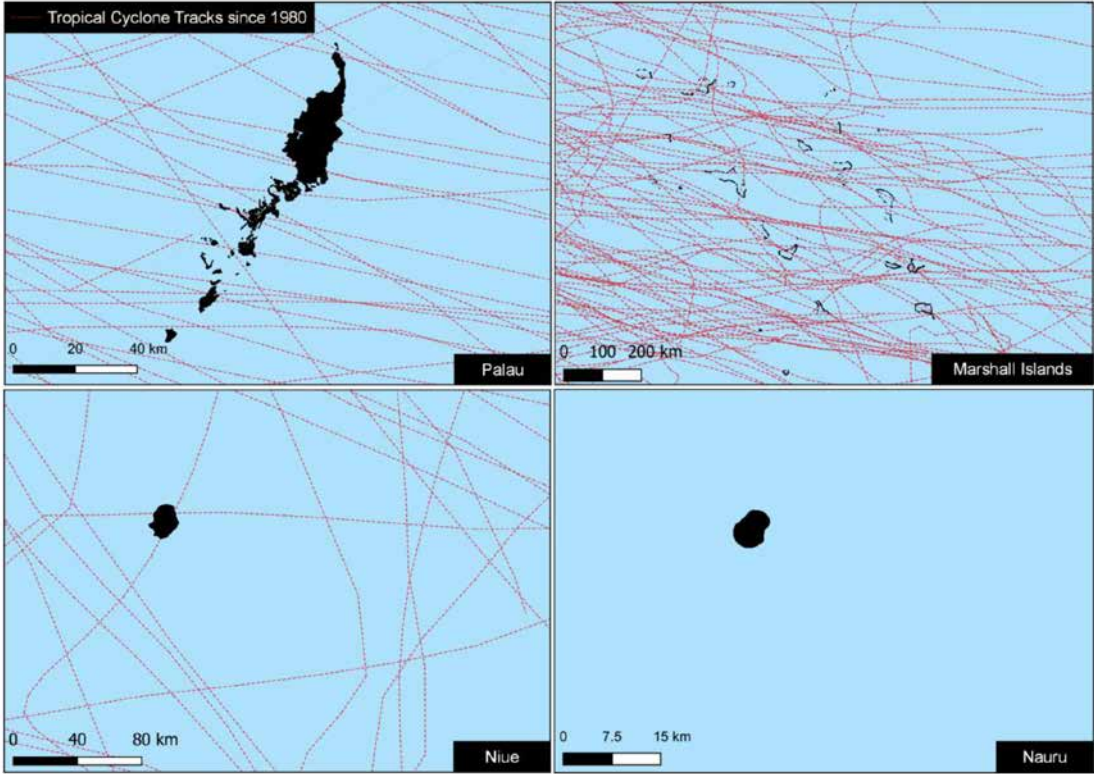 Tropical Cyclone Tracks since 1980
0 20 40 km
Palau
0 100 200 km
Marshall Islands
0 40 80 km
Niue
0 7.5 15 km
Nauru